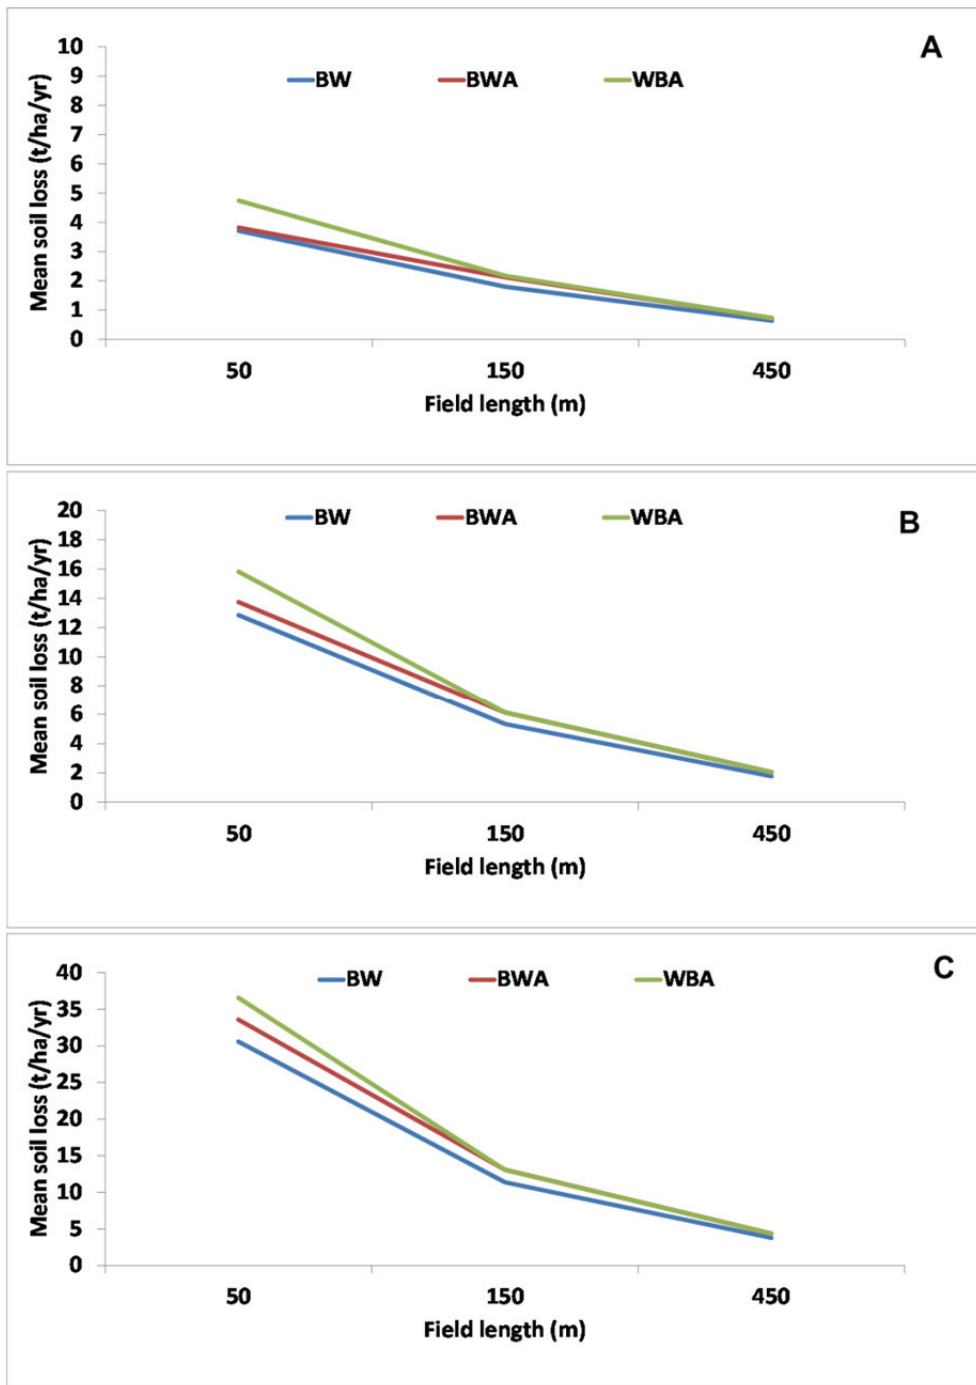 A
BW BWA WBA
Mean soil loss (t/ha/yr)
10
9
8
7
6
5
4
3
2
1
0
50 150 450
Field length (m)
B
BW BWA WBA
Mean soil loss (t/ha/yr)
20
18
16
14
12
10
8
6
4
2
0
50 150 450
Field length (m)
C
BW BWA WBA
Mean soil loss (t/ha/yr)
40
35
30
25
20
15
10
5
0
50 150 450
Field length (m)